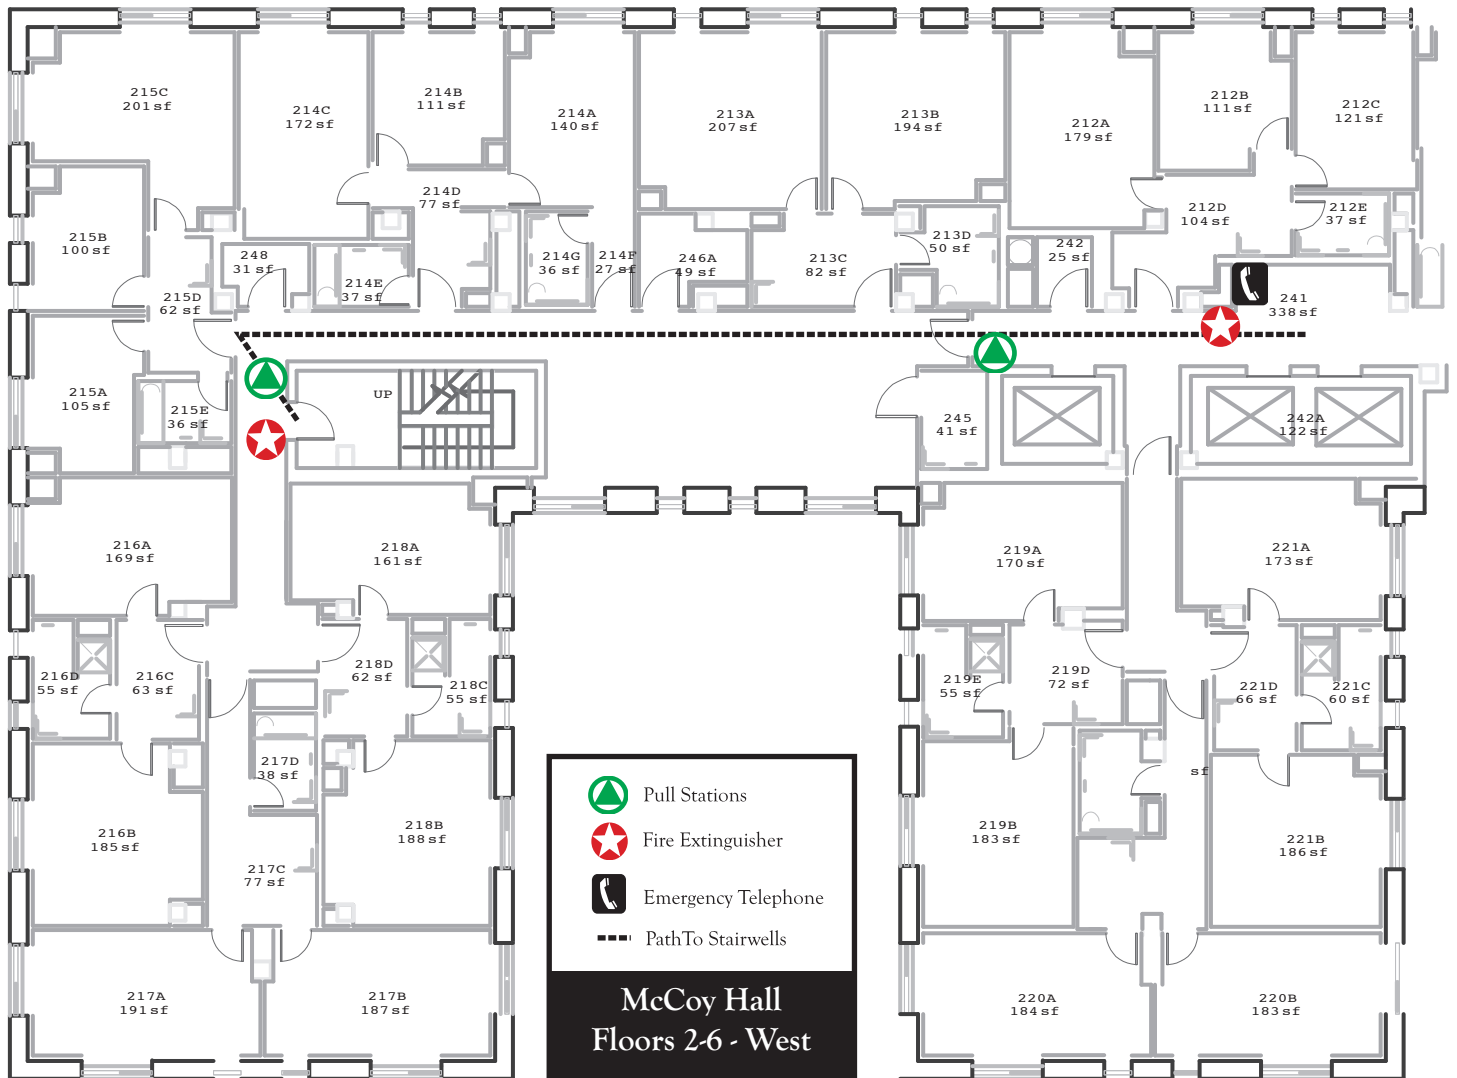 215C
201 sf
214C
172 sf
214B
111 sf
214A
140 sf
213A
207 sf
213B
194 sf
212A
179 sf
212B
111 sf
212C
121 sf
215B
100 sf
214D
77 sf
212D
104 sf
212E
37 sf
248
31 sf
214E
37 sf
214G
36 sf
214F
27 sf
246A
49 sf
213C
82 sf
213D
50 sf
242
25 sf
215D
62 sf
241
338 sf
215A
105 sf
215E
36 sf
UP
245
41 sf
242A
122 sf
216A
169 sf
218A
161 sf
219A
170 sf
221A
173 sf
216D
55 sf
216C
63 sf
218D
62 sf
218C
55 sf
219E
55 sf
219D
72 sf
221D
66 sf
221C
60 sf
217D
38 sf
sf
216B
185 sf
218B
188 sf
219B
183 sf
221B
186 sf
217C
77 sf
217A
191 sf
217B
187 sf
220A
184 sf
220B
183 sf
Pull Stations
Fire Extinguisher
Emergency Telephone
PathTo Stairwells
McCoy Hall
Floors 2-6 - West